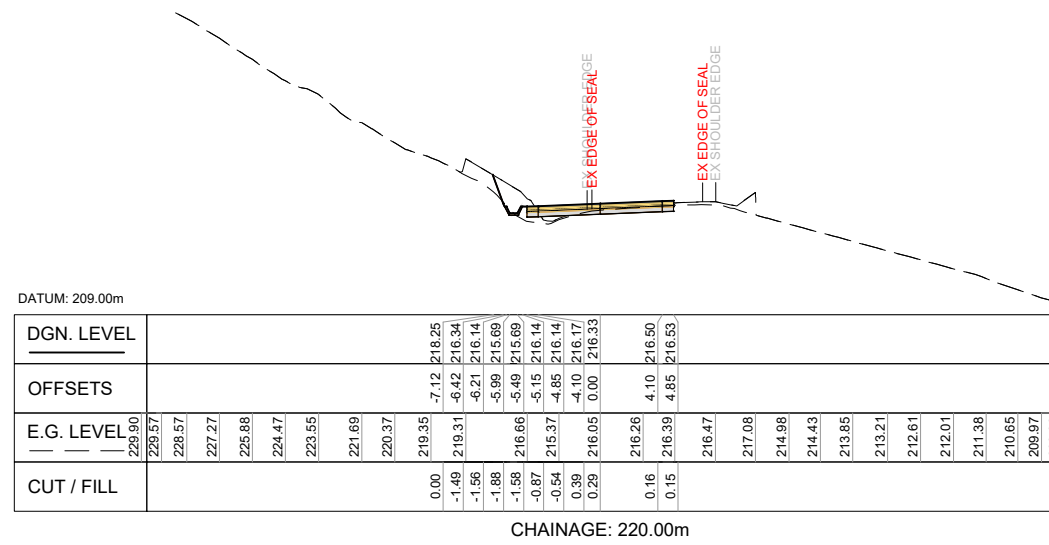 EX SHOULDER EDGE
EX EDGE OF SEAL
EX EDGE OF SEAL
EX SHOULDER EDGE
DATUM: 209.00m
DGN. LEVEL 218.25 216.34 216.14 215.69 215.69 216.14 216.14 216.17 216.33 216.50 216.53
OFFSETS -7.12 -6.42 -6.21 -5.99 -5.49 -5.15 -4.85 -4.10 0.00 4.10 4.85
E.G. LEVEL 229.90 229.57 228.57 227.27 225.88 224.47 223.55 221.69 220.37 219.35 219.31 216.66 215.37 216.05 216.26 216.39 216.47 217.08 214.98 214.43 213.85 213.21 212.61 212.01 211.38 210.65 209.97
CUT / FILL 0.00 -1.49 -1.56 -1.88 -1.58 -0.87 -0.54 0.39 0.29 0.16 0.15
CHAINAGE: 220.00m